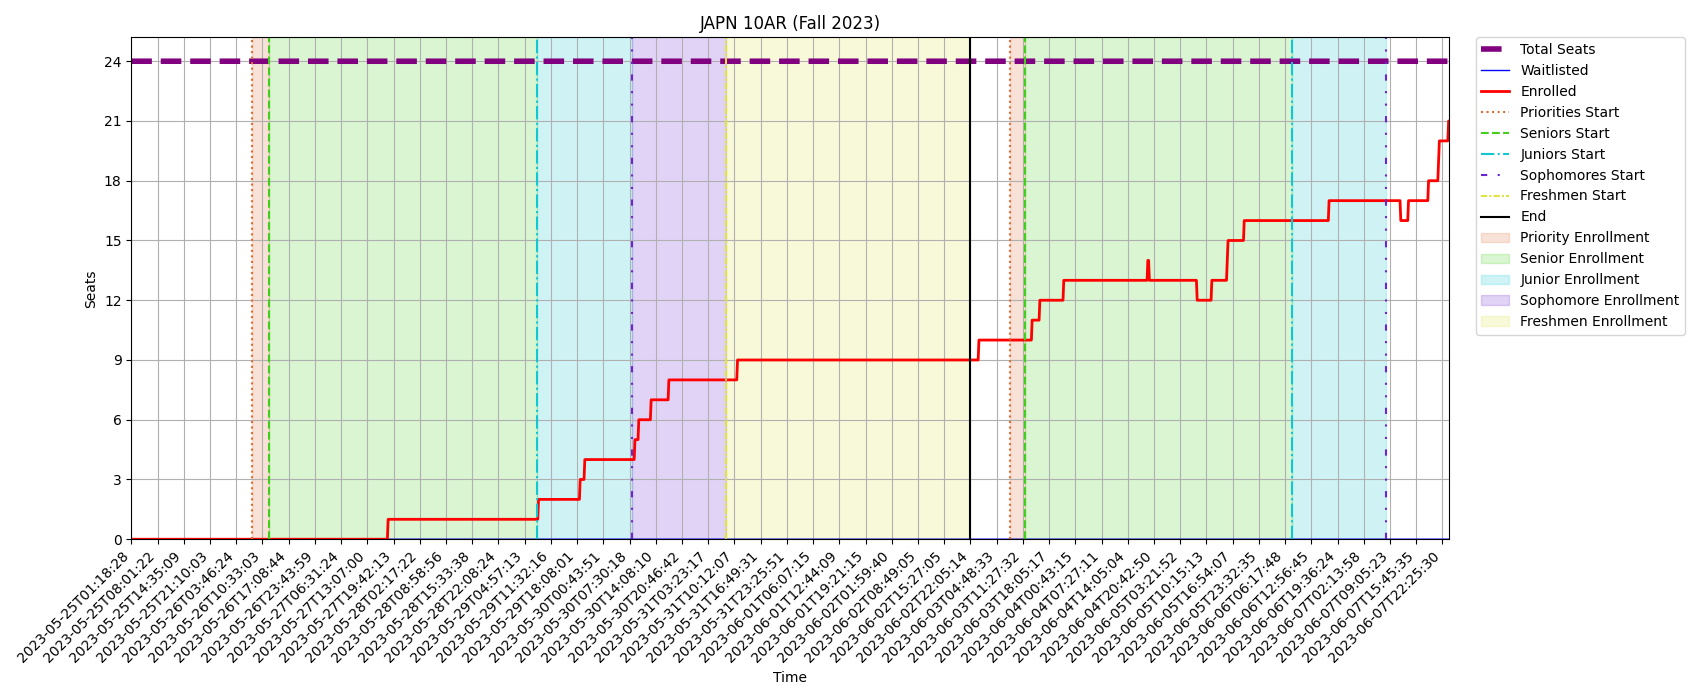 JAPN 10AR (Fall 2023)
Seats
24
21
18
15
12
9
6
3
0
2023-05-25T01:18:28
2023-05-25T08:01:22
2023-05-25T14:35:09
2023-05-25T21:10:03
2023-05-26T03:46:24
2023-05-26T10:33:03
2023-05-26T17:08:44
2023-05-26T23:43:59
2023-05-27T06:31:24
2023-05-27T13:07:00
2023-05-27T19:42:13
2023-05-28T02:17:22
2023-05-28T08:58:56
2023-05-28T15:33:38
2023-05-28T22:08:24
2023-05-29T04:57:13
2023-05-29T11:32:16
2023-05-29T18:08:01
2023-05-30T00:43:51
2023-05-30T07:30:18
2023-05-30T14:08:10
2023-05-30T20:46:42
2023-05-31T03:23:17
2023-05-31T10:12:07
2023-05-31T16:49:31
2023-05-31T23:25:51
2023-06-01T06:07:15
2023-06-01T12:44:09
2023-06-01T19:21:15
2023-06-02T01:59:40
2023-06-02T08:49:05
2023-06-02T15:27:05
2023-06-02T22:05:14
2023-06-03T04:48:33
2023-06-03T11:27:32
2023-06-03T18:05:17
2023-06-04T00:43:15
2023-06-04T07:27:11
2023-06-04T14:05:04
2023-06-04T20:42:50
2023-06-05T03:21:52
2023-06-05T10:15:13
2023-06-05T16:54:07
2023-06-05T23:32:35
2023-06-06T06:17:48
2023-06-06T12:56:45
2023-06-06T19:36:24
2023-06-07T02:13:58
2023-06-07T09:05:23
2023-06-07T15:45:35
2023-06-07T22:25:30
Time
Total Seats
Waitlisted
Enrolled
Priorities Start
Seniors Start
Juniors Start
Sophomores Start
Freshmen Start
End
Priority Enrollment
Senior Enrollment
Junior Enrollment
Sophomore Enrollment
Freshmen Enrollment